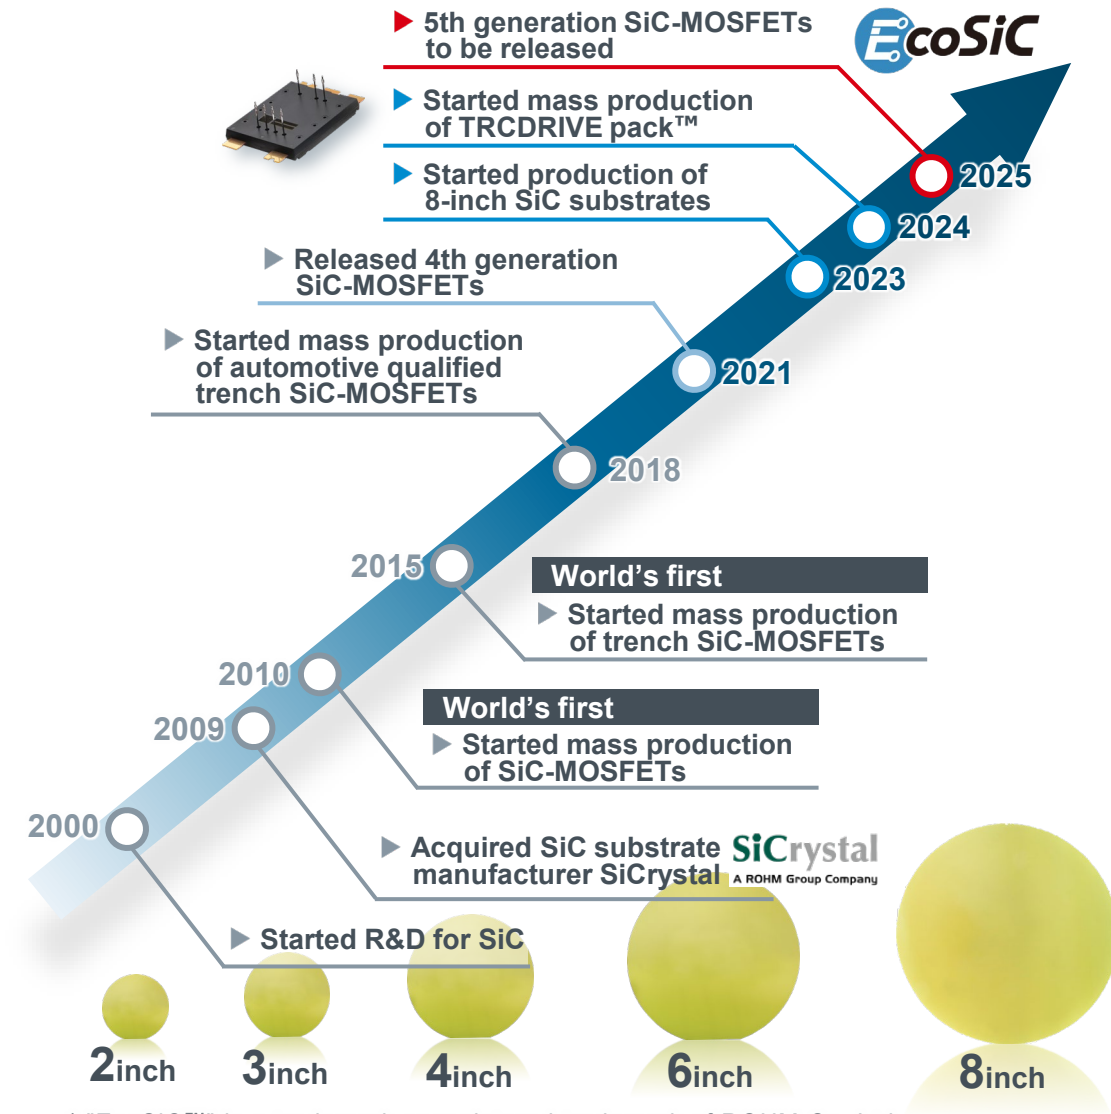 5th generation SiC-MOSFETs
to be released
EcoSiC
Started mass production
of TRCDRIVE pack™
Started production of
8-inch SiC substrates
2025
2024
2023
Released 4th generation
SiC-MOSFETs
Started mass production
of automotive qualified
trench SiC-MOSFETs
2021
2018
2015
World's first
Started mass production
of trench SiC-MOSFETs
2010
World's first
Started mass production
of SiC-MOSFETs
2009
2000
Acquired SiC substrate
manufacturer SiCrystal
SiCrystal
A ROHM Group Company
Started R&D for SiC
2inch
3inch
4inch
6inch
8inch